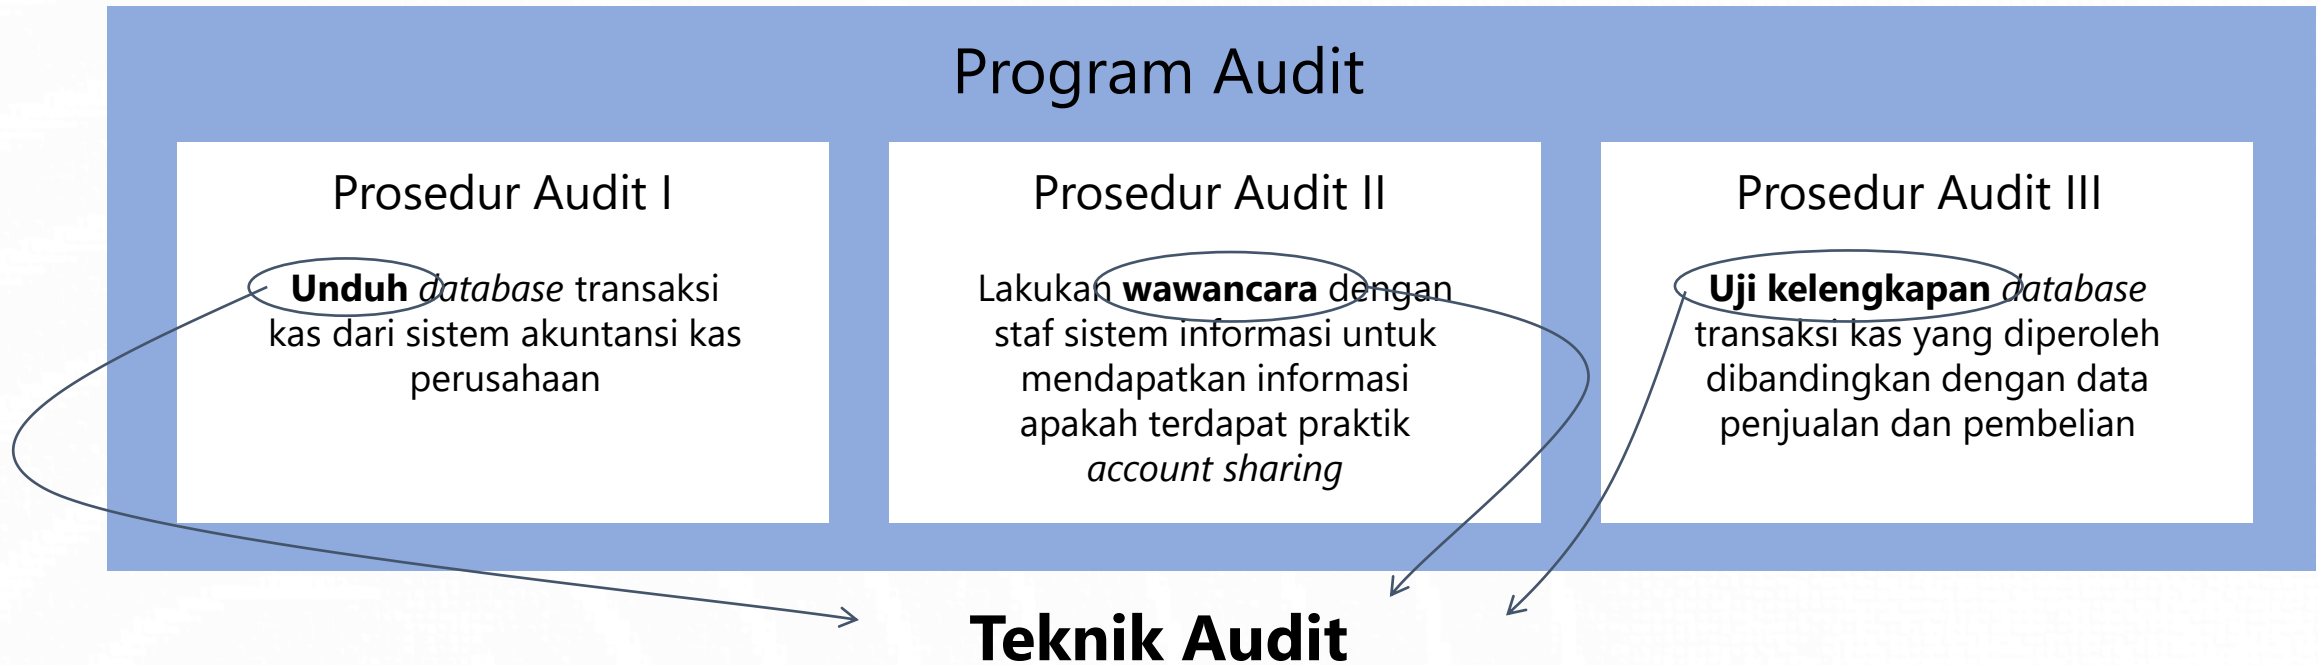 Program Audit
Prosedur Audit I
Unduh database transaksi
kas dari sistem akuntansi kas
perusahaan
Prosedur Audit II
Lakukan wawancara dengan
staf sistem informasi untuk
mendapatkan informasi
apakah terdapat praktik
account sharing
Prosedur Audit III
Uji kelengkapan database
transaksi kas yang diperoleh
dibandingkan dengan data
penjualan dan pembelian
Teknik Audit